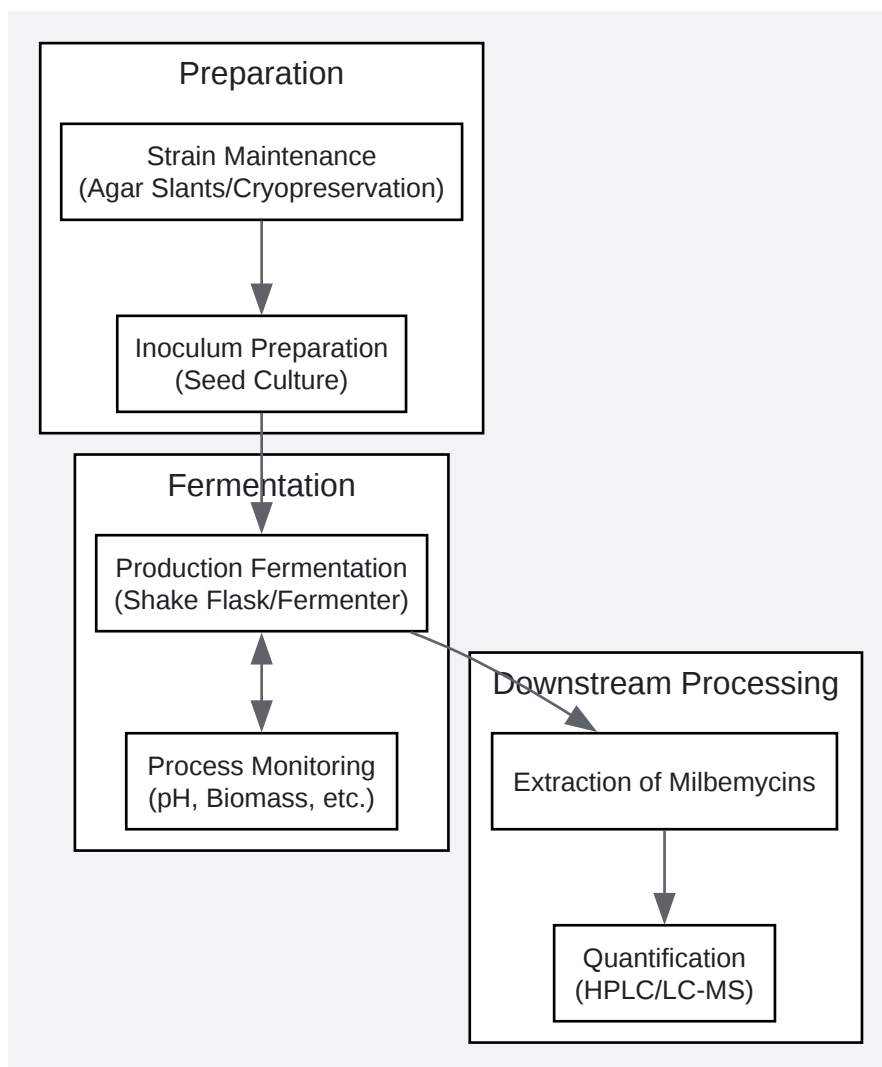 Preparation
Strain Maintenance
(Agar Slants/Cryopreservation)
Inoculum Preparation
(Seed Culture)
Fermentation
Production Fermentation
(Shake Flask/Fermenter)
Process Monitoring
(pH, Biomass, etc.)
Downstream Processing
Extraction of Milbemycins
Quantification
(HPLC/LC-MS)